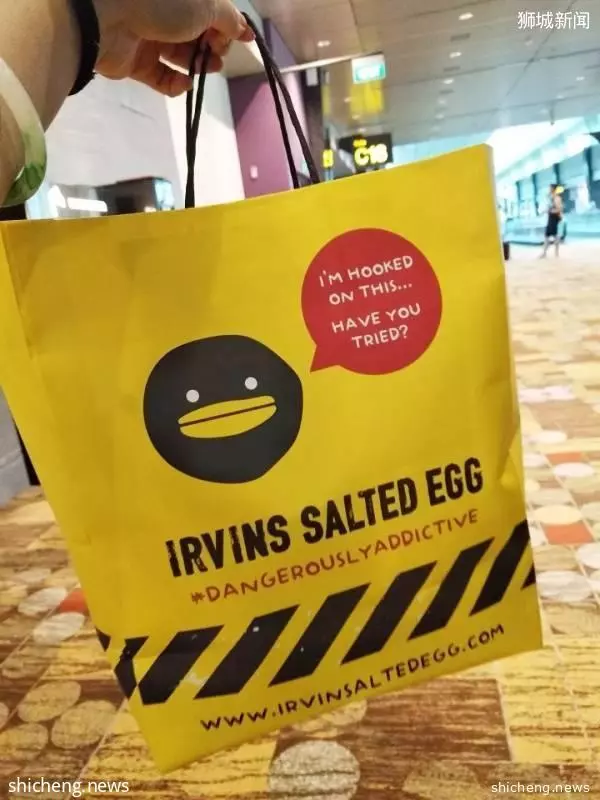 狮城新闻
C16
I'M HOOKED
ON THIS...
HAVE YOU
TRIED?
IRVINS SALTED EGG
#DANGEROUSLYADDICTIVE
WWW.IRVINSALTEDEGG.COM
shicheng.news
shicheng.news